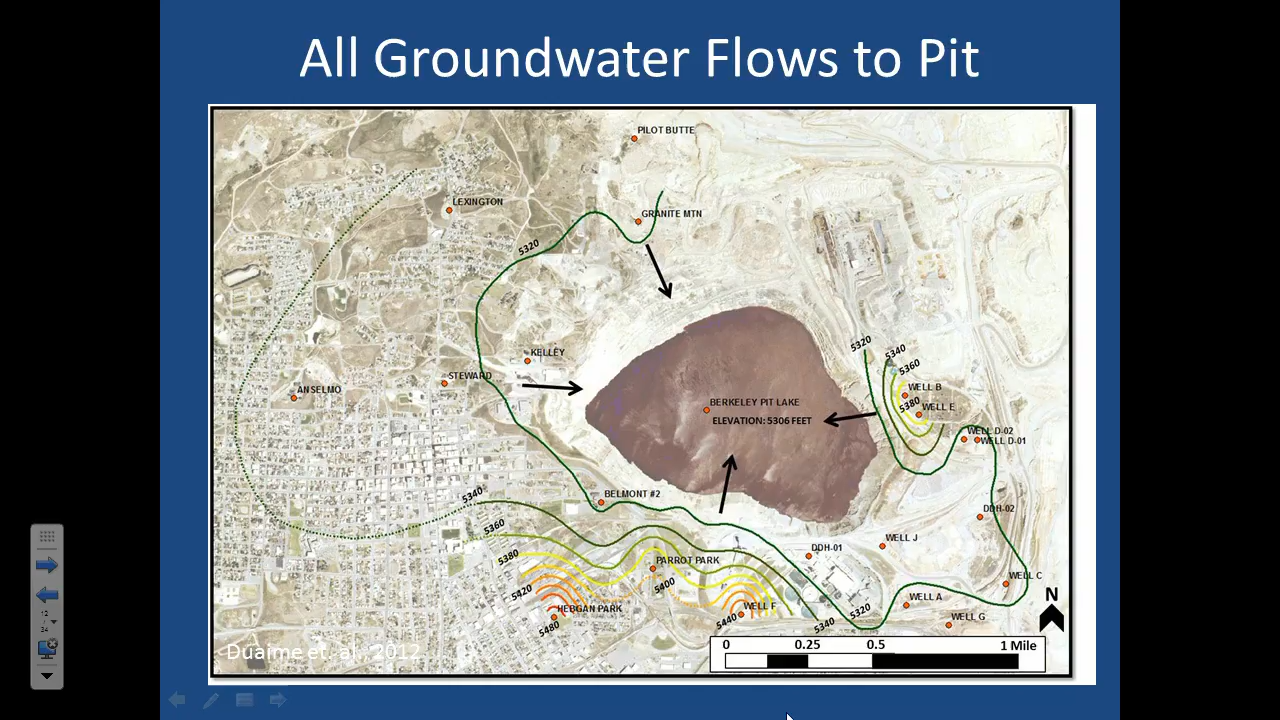 All Groundwater Flows to Pit
PILOT BUTTE
LEXINGTON
GRANITE MTN
5320
5320
5340
5360
KELLEY
STEWARD
ANSELMO
WELL B
5380
WELL E
BERKELEY PIT LAKE
ELEVATION: 5306 FEET
WELL D-02
WELL D-01
5340
BELMONT #2
DDH-02
5360
WELL J
DDH-01
5380
PARROT PARK
5400
WELL C
5420
HEBGAN PARK
WELL F
WELL A
5320
N
5480
5440
5340
WELL G
Duaime et. al., 2012
0 0.25 0.5 1 Mile
12
34